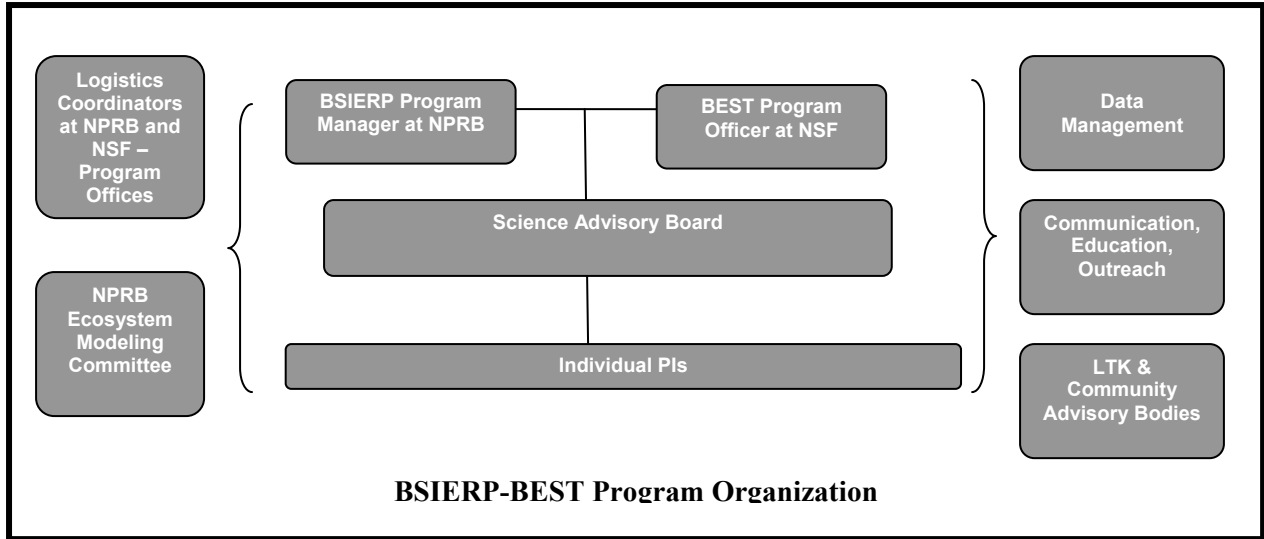 Logistics
Coordinators
at NPRB and
NSF –
Program
Offices
NPRB
Ecosystem
Modeling
Committee
BSIERP Program
Manager at NPRB
BEST Program
Officer at NSF
Science Advisory Board
Individual PIs
Data
Management
Communication,
Education,
Outreach
LTK &
Community
Advisory Bodies
BSIERP-BEST Program Organization